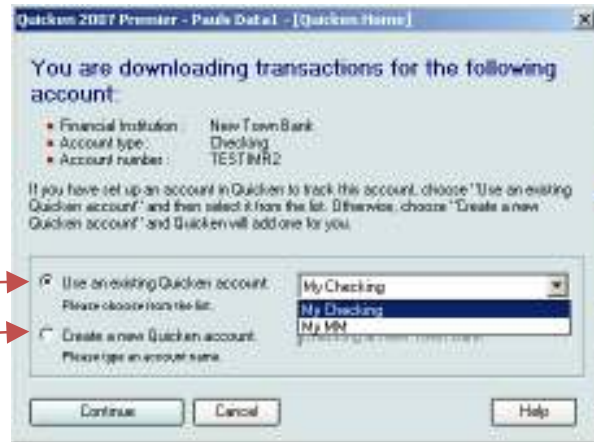 Quicken 2007 Premier - Pauls Data1 - [Quicken Home]
You are downloading transactions for the following
account:
• Financial Institution : New Town Bank
• Account type : Checking
• Account number : TESTIMR2
If you have set up an account in Quicken to track this account, choose "Use an existing
Quicken account" and then select it from the list. Otherwise, choose "Create a new
Quicken account" and Quicken will add one for you.
Use an existing Quicken account. My Checking
Please choose from the list.
My Checking
My MM
Create a new Quicken account.
Please type an account name.
Continue Cancel Help